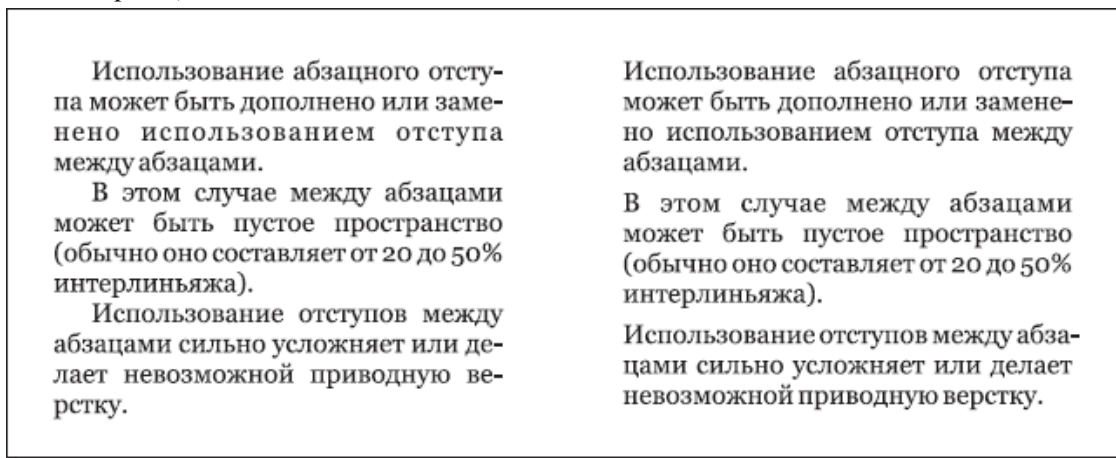 Использование абзацного отсту-
па может быть дополнено или заме-
нено использованием отступа
между абзацами.
В этом случае между абзацами
может быть пустое пространство
(обычно оно составляет от 20 до 50%
интерлиньяжа).
Использование отступов между
абзацами сильно усложняет или де-
лает невозможной приводную ве-
рстку.
Использование абзацного отступа
может быть дополнено или замене-
но использованием отступа между
абзацами.
В этом случае между абзацами
может быть пустое пространство
(обычно оно составляет от 20 до 50%
интерлиньяжа).
Использование отступов между абза-
цами сильно усложняет или делает
невозможной приводную верстку.